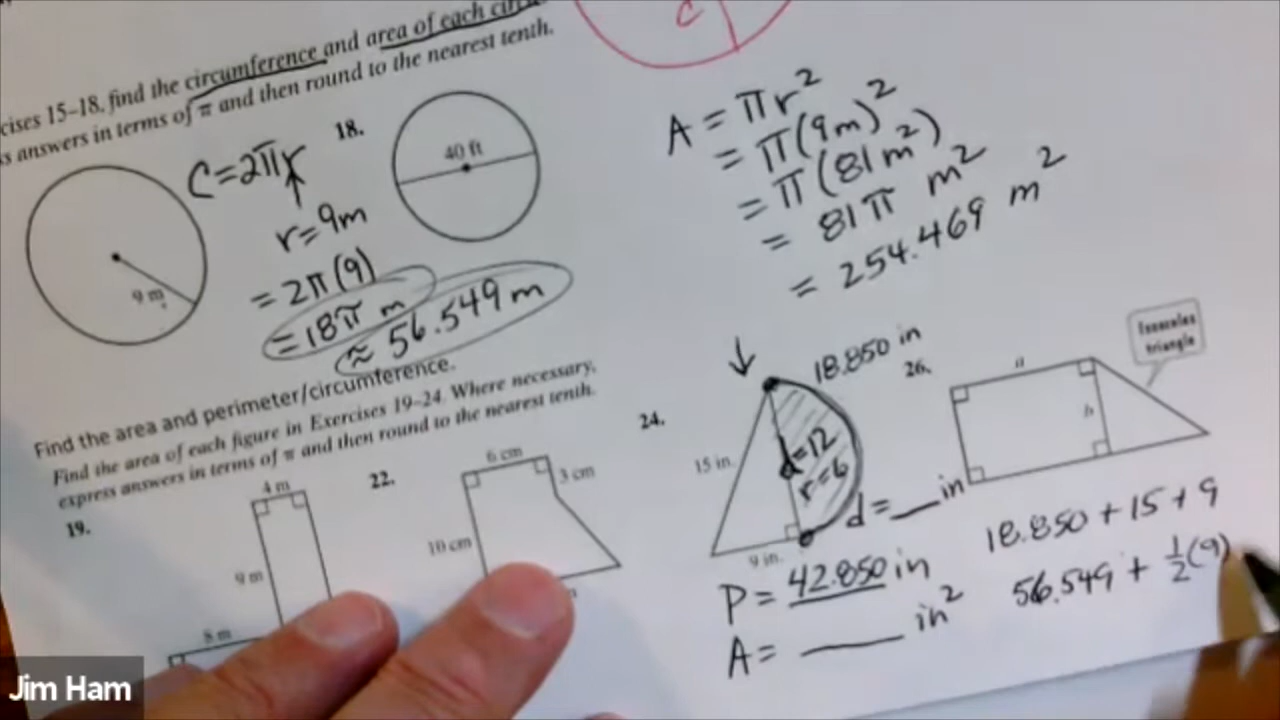 cises 15–18, find the circumference and area of each
s answers in terms of π and then round to the nearest tenth.
C
9 m
C=2πr
r=9m
=2π(9)
=18π m
≈56.549 m
18.
40 ft
A = πr²
= π(9m)²
= π(81m²)
= 81π m²
= 254.469 m²
Find the area and perimeter/circumference.
Find the area of each figure in Exercises 19–24. Where necessary,
express answers in terms of π and then round to the nearest tenth.
19.
4 m
9 m
8 m
22.
6 cm
3 cm
10 cm
24.
18.850 in
15 in.
d=12
r=6
9 in.
d = __ in
P = 42.850 in
A = ____ in²
26.
a
b
Isosceles
triangle
18.850 + 15 + 9
56.549 + ½(9)
Jim Ham